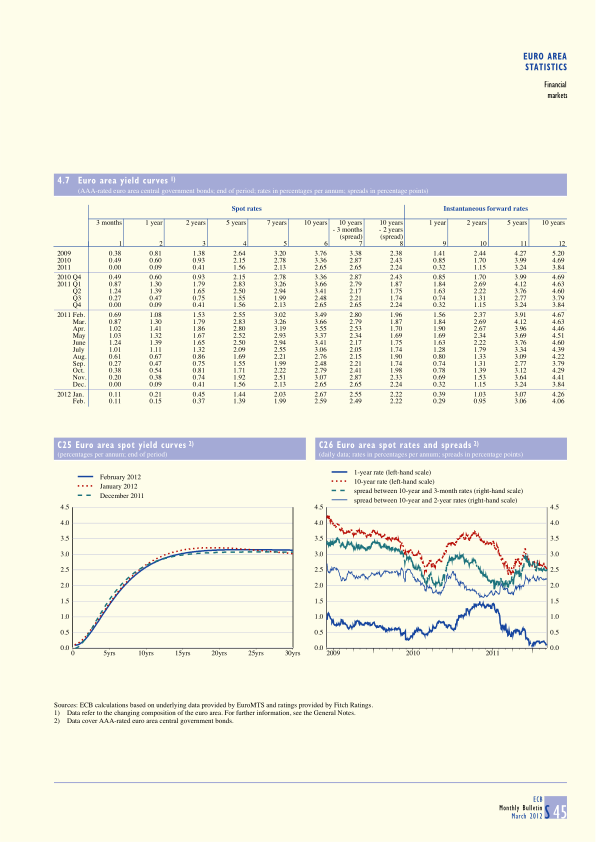 EURO AREA
STATISTICS
Financial
markets
4.7 Euro area yield curves 1)
(AAA-rated euro area central government bonds; end of period; rates in percentages per annum; spreads in percentage points)
Spot rates Instantaneous forward rates
3 months 1 year 2 years 5 years 7 years 10 years 10 years 10 years 1 year 2 years 5 years 10 years
- 3 months - 2 years
(spread) (spread)
1 2 3 4 5 6 7 8 9 10 11 12
2009 0.38 0.81 1.38 2.64 3.20 3.76 3.38 2.38 1.41 2.44 4.27 5.20
2010 0.49 0.60 0.93 2.15 2.78 3.36 2.87 2.43 0.85 1.70 3.99 4.69
2011 0.00 0.09 0.41 1.56 2.13 2.65 2.65 2.24 0.32 1.15 3.24 3.84
2010 Q4 0.49 0.60 0.93 2.15 2.78 3.36 2.87 2.43 0.85 1.70 3.99 4.69
2011 Q1 0.87 1.30 1.79 2.83 3.26 3.66 2.79 1.87 1.84 2.69 4.12 4.63
Q2 1.24 1.39 1.65 2.50 2.94 3.41 2.17 1.75 1.63 2.22 3.76 4.60
Q3 0.27 0.47 0.75 1.55 1.99 2.48 2.21 1.74 0.74 1.31 2.77 3.79
Q4 0.00 0.09 0.41 1.56 2.13 2.65 2.65 2.24 0.32 1.15 3.24 3.84
2011 Feb. 0.69 1.08 1.53 2.55 3.02 3.49 2.80 1.96 1.56 2.37 3.91 4.67
Mar. 0.87 1.30 1.79 2.83 3.26 3.66 2.79 1.87 1.84 2.69 4.12 4.63
Apr. 1.02 1.41 1.86 2.80 3.19 3.55 2.53 1.70 1.90 2.67 3.96 4.46
May 1.03 1.32 1.67 2.52 2.93 3.37 2.34 1.69 1.69 2.34 3.69 4.51
June 1.24 1.39 1.65 2.50 2.94 3.41 2.17 1.75 1.63 2.22 3.76 4.60
July 1.01 1.11 1.32 2.09 2.55 3.06 2.05 1.74 1.28 1.79 3.34 4.39
Aug. 0.61 0.67 0.86 1.69 2.21 2.76 2.15 1.90 0.80 1.33 3.09 4.22
Sep. 0.27 0.47 0.75 1.55 1.99 2.48 2.21 1.74 0.74 1.31 2.77 3.79
Oct. 0.38 0.54 0.81 1.71 2.22 2.79 2.41 1.98 0.78 1.39 3.12 4.29
Nov. 0.20 0.38 0.74 1.92 2.51 3.07 2.87 2.33 0.69 1.53 3.64 4.41
Dec. 0.00 0.09 0.41 1.56 2.13 2.65 2.65 2.24 0.32 1.15 3.24 3.84
2012 Jan. 0.11 0.21 0.45 1.44 2.03 2.67 2.55 2.22 0.39 1.03 3.07 4.26
Feb. 0.11 0.15 0.37 1.39 1.99 2.59 2.49 2.22 0.29 0.95 3.06 4.06
C25 Euro area spot yield curves 2)
(percentages per annum; end of period)
February 2012
January 2012
December 2011
4.5
4.0
3.5
3.0
2.5
2.0
1.5
1.0
0.5
0.0
0 5yrs 10yrs 15yrs 20yrs 25yrs 30yrs
C26 Euro area spot rates and spreads 2)
(daily data; rates in percentages per annum; spreads in percentage points)
1-year rate (left-hand scale)
10-year rate (left-hand scale)
spread between 10-year and 3-month rates (right-hand scale)
spread between 10-year and 2-year rates (right-hand scale)
4.5 4.5
4.0 4.0
3.5 3.5
3.0 3.0
2.5 2.5
2.0 2.0
1.5 1.5
1.0 1.0
0.5 0.5
0.0 0.0
2009 2010 2011
Sources: ECB calculations based on underlying data provided by EuroMTS and ratings provided by Fitch Ratings.
1) Data refer to the changing composition of the euro area. For further information, see the General Notes.
2) Data cover AAA-rated euro area central government bonds.
ECB
Monthly Bulletin
March 2012
S 45